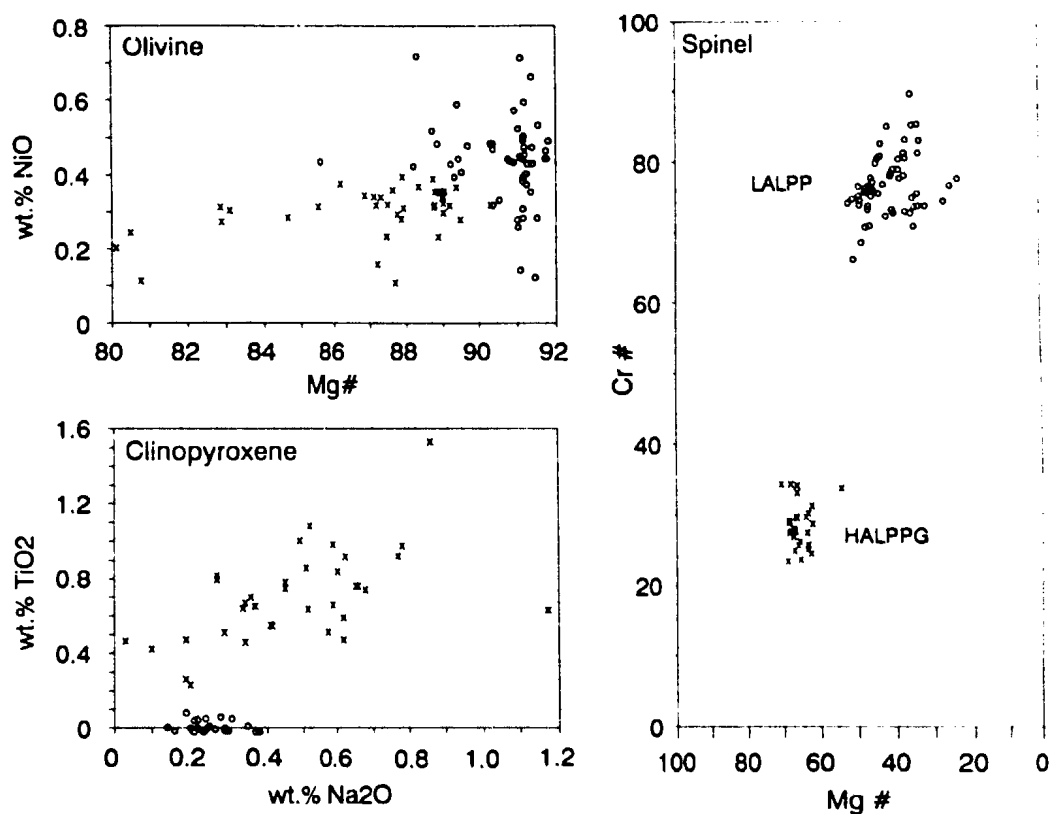 Olivine
wt.% NiO
0.8
0.6
0.4
0.2
0
80 82 84 86 88 90 92
Mg#
Clinopyroxene
wt.% TiO2
1.6
1.2
0.8
0.4
0
0 0.2 0.4 0.6 0.8 1.0 1.2
wt.% Na2O
Spinel
Cr #
100
80
60
40
20
0
LALPP
HALPPG
100 80 60 40 20 0
Mg #